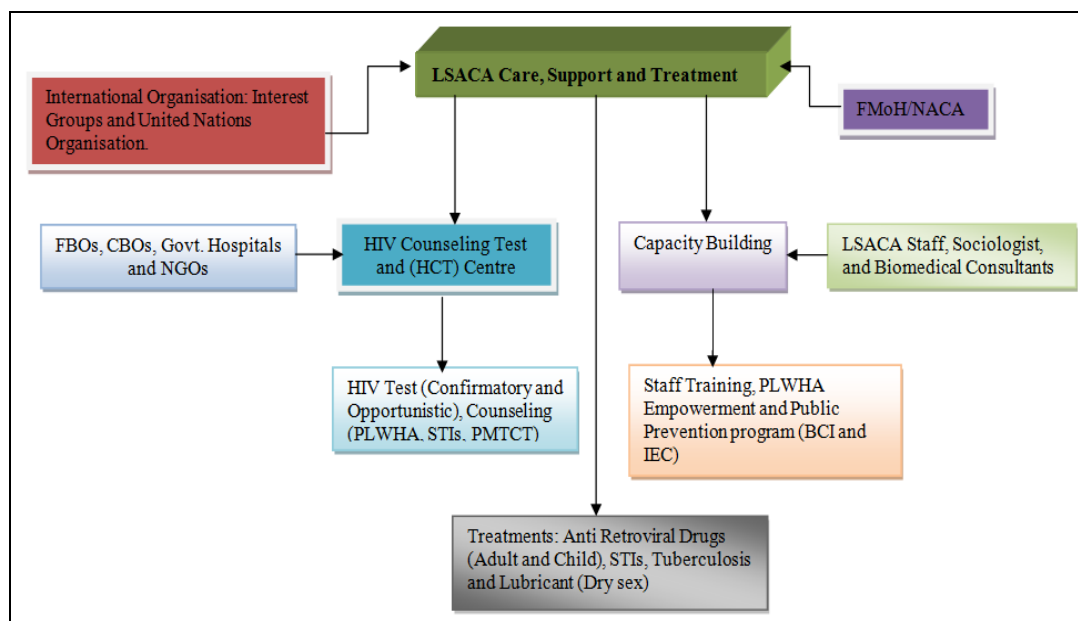 LSACA Care, Support and Treatment
International Organisation: Interest
Groups and United Nations
Organisation.
FMoH/NACA
FBOs, CBOs, Govt. Hospitals
and NGOs
HIV Counseling Test
and (HCT) Centre
Capacity Building
LSACA Staff, Sociologist,
and Biomedical Consultants
HIV Test (Confirmatory and
Opportunistic), Counseling
(PLWHA, STIs, PMTCT)
Staff Training, PLWHA
Empowerment and Public
Prevention program (BCI and
IEC)
Treatments: Anti Retroviral Drugs
(Adult and Child), STIs, Tuberculosis
and Lubricant (Dry sex)